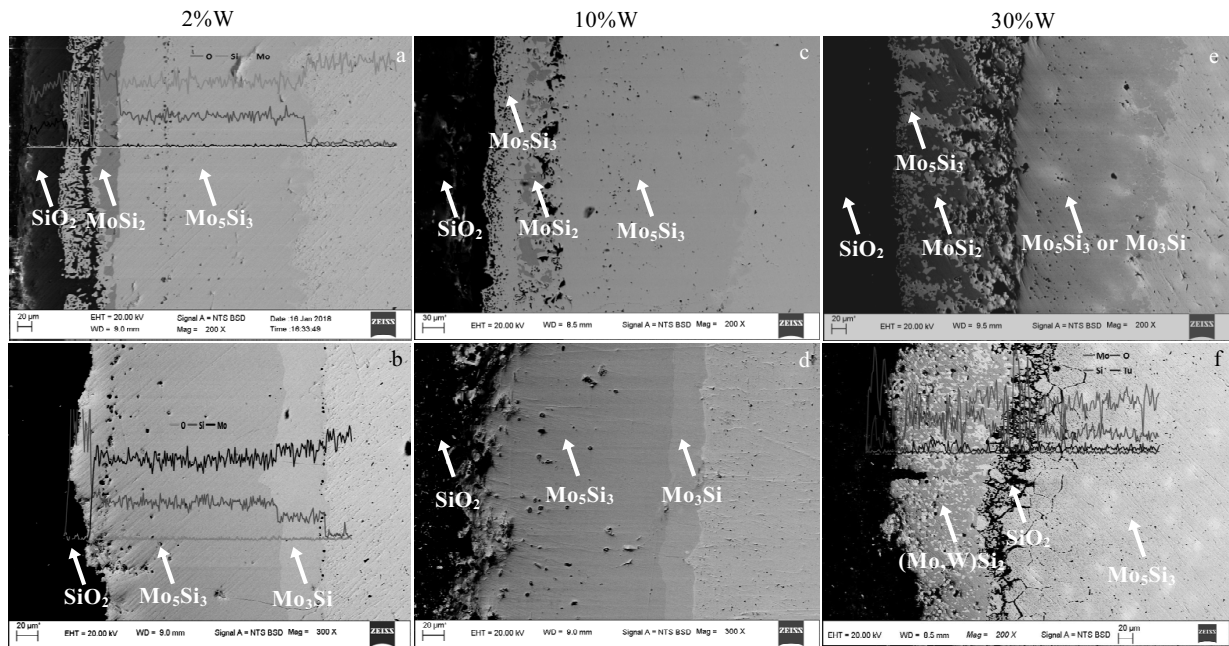 2%W
10%W
30%W
a
O Si Mo
SiO₂
MoSi₂
Mo₅Si₃
20 µm
EHT = 20.00 kV
WD = 9.0 mm
Signal A = NTS BSD
Mag = 200 X
Date :16 Jan 2018
Time :16:33:49
ZEISS
c
Mo₅Si₃
SiO₂
MoSi₂
Mo₅Si₃
30 µm
EHT = 20.00 kV
WD = 8.5 mm
Signal A = NTS BSD
Mag = 200 X
ZEISS
e
Mo₅Si₃
SiO₂
MoSi₂
Mo₅Si₃ or Mo₃Si
20 µm
EHT = 20.00 kV
WD = 9.5 mm
Signal A = NTS BSD
Mag = 200 X
ZEISS
b
O Si Mo
SiO₂
Mo₅Si₃
Mo₃Si
20 µm
EHT = 20.00 kV
WD = 9.0 mm
Signal A = NTS BSD
Mag = 300 X
ZEISS
d
SiO₂
Mo₅Si₃
Mo₃Si
20 µm
EHT = 20.00 kV
WD = 9.0 mm
Signal A = NTS BSD
Mag = 300 X
ZEISS
f
Mo O
Si Tu
(Mo,W)Si₂
SiO₂
Mo₅Si₃
EHT = 20.00 kV
WD = 8.5 mm
Mag = 200 X
Signal A = NTS BSD
20 µm
ZEISS